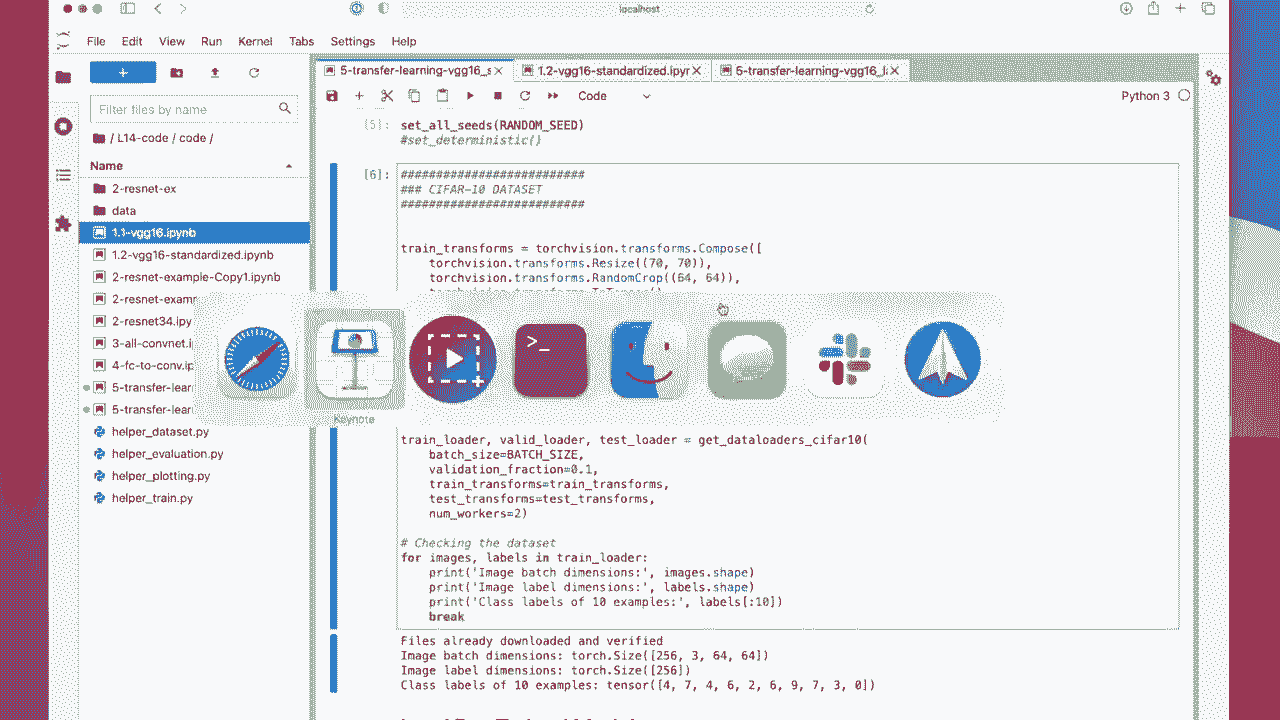 localhost
File Edit View Run Kernel Tabs Settings Help
5-transfer-learning-vgg16_s
1.2-vgg16-standardized.ipyr
5-transfer-learning-vgg16_l
Filter files by name
Code
Python 3
/ L14-code / code /
Name
2-resnet-ex
data
1.1-vgg16.ipynb
1.2-vgg16-standardized.ipynb
2-resnet-example-Copy1.ipynb
2-resnet-examp
2-resnet34.ipy
3-all-convnet.i
4-fc-to-conv.ip
5-transfer-lear
5-transfer-lear
helper_dataset.py
helper_evaluation.py
helper_plotting.py
helper_train.py
[5]: set_all_seeds(RANDOM_SEED)
#set_deterministic()
[6]: ##########################
### CIFAR-10 DATASET
##########################
train_transforms = torchvision.transforms.Compose([
torchvision.transforms.Resize((70, 70)),
torchvision.transforms.RandomCrop((64, 64)),
Keynote
train_loader, valid_loader, test_loader = get_dataloaders_cifar10(
batch_size=BATCH_SIZE,
validation_fraction=0.1,
train_transforms=train_transforms,
test_transforms=test_transforms,
num_workers=2)
# Checking the dataset
for images, labels in train_loader:
print('Image batch dimensions:', images.shape)
print('Image label dimensions:', labels.shape)
print('Class labels of 10 examples:', labels[:10])
break
Files already downloaded and verified
Image batch dimensions: torch.Size([256, 3, 64, 64])
Image label dimensions: torch.Size([256])
Class labels of 10 examples: tensor([4, 7, 4, 6, 2, 6, 9, 7, 3, 0])